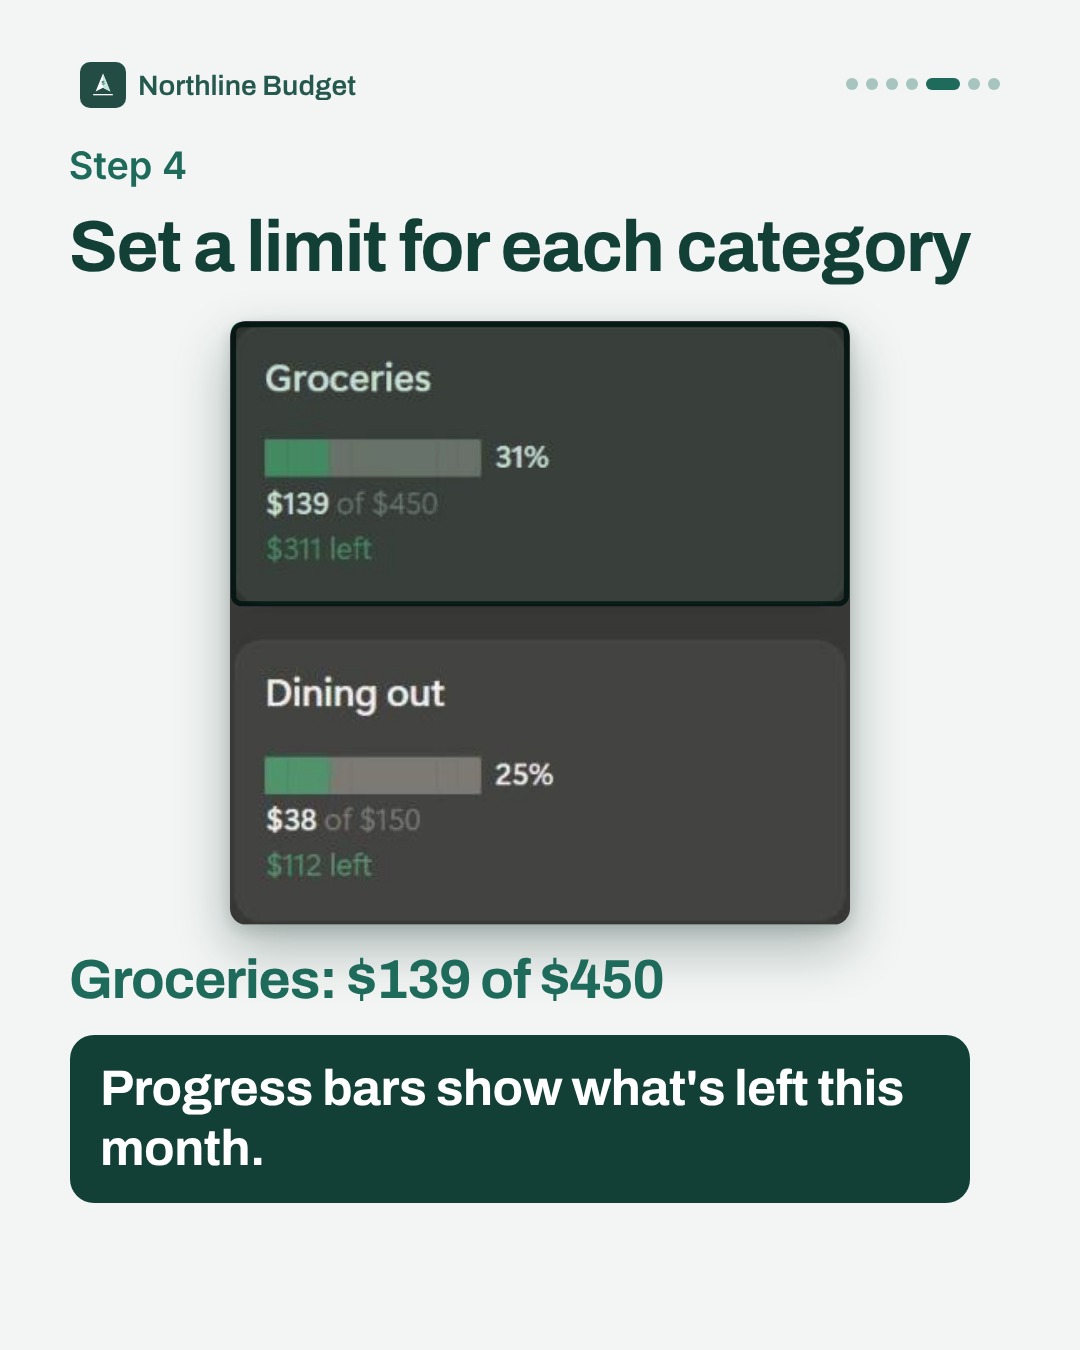 Northline Budget
Step 4
Set a limit for each category
Groceries
31%
$139 of $450
$311 left
Dining out
25%
$38 of $150
$112 left
Groceries: $139 of $450
Progress bars show what's left this
month.